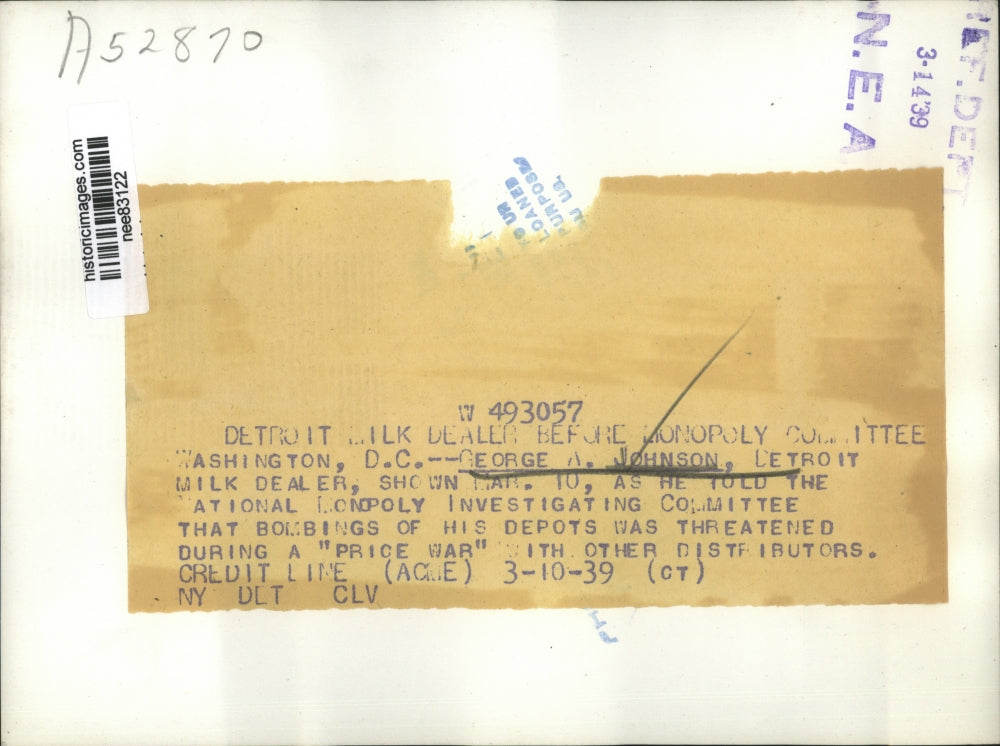 A52870
N.E.A
3-14'39
historicimages.com
nee83122
W 493057
DETROIT MILK DEALER BEFORE MONOPOLY COMMITTEE
WASHINGTON, D.C.--GEORGE A. JOHNSON, DETROIT
MILK DEALER, SHOWN MAR. 10, AS HE TOLD THE
NATIONAL MONOPOLY INVESTIGATING COMMITTEE
THAT BOMBINGS OF HIS DEPOTS WAS THREATENED
DURING A "PRICE WAR" WITH OTHER DISTRIBUTORS.
CREDIT LINE (ACME) 3-10-39 (CT)
NY DET CLV